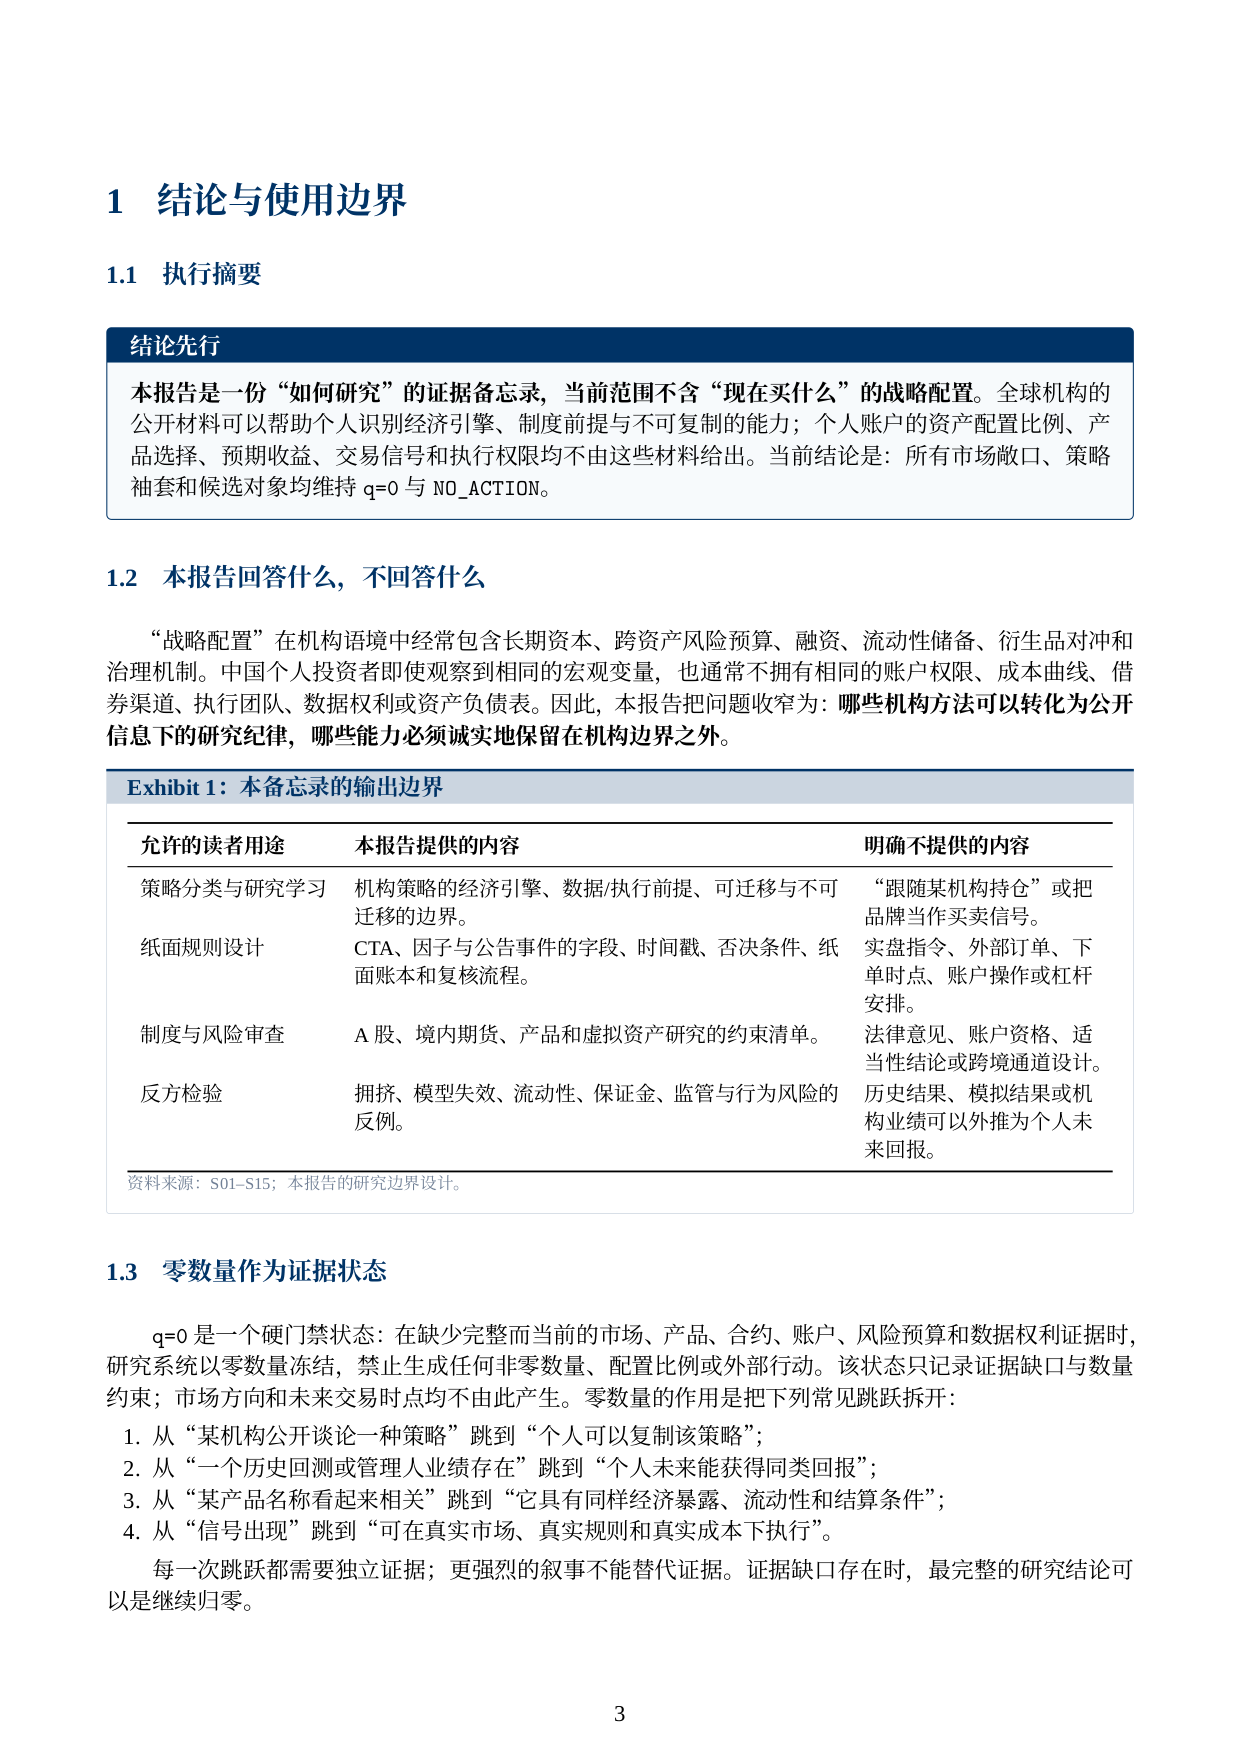 1 结论与使用边界
1.1 执行摘要
结论先行
本报告是一份“如何研究”的证据备忘录，当前范围不含“现在买什么”的战略配置。全球机构的
公开材料可以帮助个人识别经济引擎、制度前提与不可复制的能力；个人账户的资产配置比例、产
品选择、预期收益、交易信号和执行权限均不由这些材料给出。当前结论是：所有市场敞口、策略
袖套和候选对象均维持 q=0 与 NO_ACTION。
1.2 本报告回答什么，不回答什么
“战略配置”在机构语境中经常包含长期资本、跨资产风险预算、融资、流动性储备、衍生品对冲和
治理机制。中国个人投资者即使观察到相同的宏观变量，也通常不拥有相同的账户权限、成本曲线、借
券渠道、执行团队、数据权利或资产负债表。因此，本报告把问题收窄为：哪些机构方法可以转化为公开
信息下的研究纪律，哪些能力必须诚实地保留在机构边界之外。
Exhibit 1：本备忘录的输出边界
允许的读者用途 本报告提供的内容 明确不提供的内容
策略分类与研究学习 机构策略的经济引擎、数据/执行前提、可迁移与不可 “跟随某机构持仓”或把
迁移的边界。 品牌当作买卖信号。
纸面规则设计 CTA、因子与公告事件的字段、时间戳、否决条件、纸 实盘指令、外部订单、下
面账本和复核流程。 单时点、账户操作或杠杆
安排。
制度与风险审查 A 股、境内期货、产品和虚拟资产研究的约束清单。 法律意见、账户资格、适
当性结论或跨境通道设计。
反方检验 拥挤、模型失效、流动性、保证金、监管与行为风险的 历史结果、模拟结果或机
反例。 构业绩可以外推为个人未
来回报。
资料来源：S01–S15；本报告的研究边界设计。
1.3 零数量作为证据状态
q=0 是一个硬门禁状态：在缺少完整而当前的市场、产品、合约、账户、风险预算和数据权利证据时，
研究系统以零数量冻结，禁止生成任何非零数量、配置比例或外部行动。该状态只记录证据缺口与数量
约束；市场方向和未来交易时点均不由此产生。零数量的作用是把下列常见跳跃拆开：
1. 从“某机构公开谈论一种策略”跳到“个人可以复制该策略”；
2. 从“一个历史回测或管理人业绩存在”跳到“个人未来能获得同类回报”；
3. 从“某产品名称看起来相关”跳到“它具有同样经济暴露、流动性和结算条件”；
4. 从“信号出现”跳到“可在真实市场、真实规则和真实成本下执行”。
每一次跳跃都需要独立证据；更强烈的叙事不能替代证据。证据缺口存在时，最完整的研究结论可
以是继续归零。
3